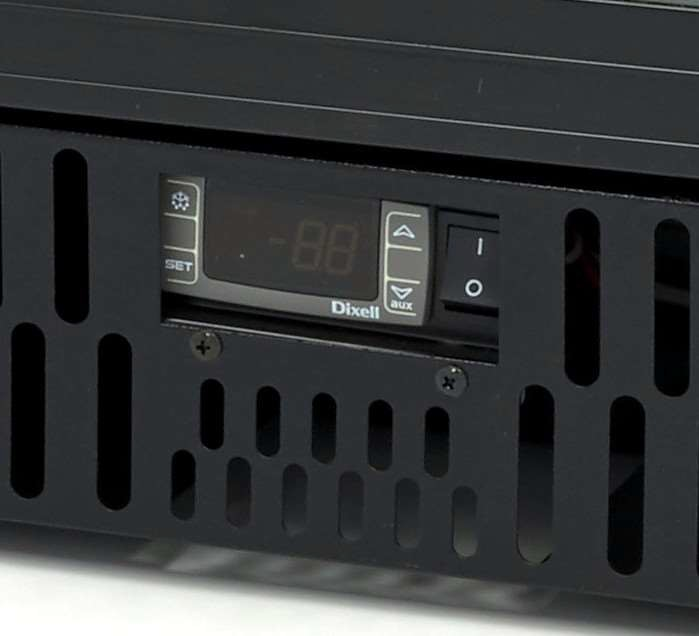 SET
-88
Dixell
aux
I
O